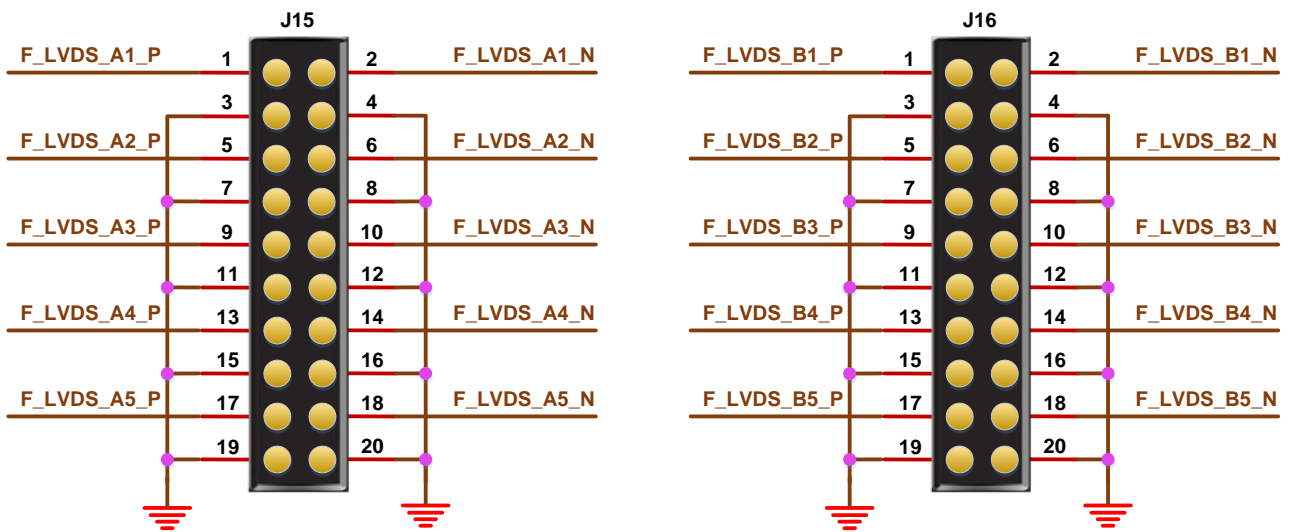 J15 J16
F_LVDS_A1_P 1 2 F_LVDS_A1_N F_LVDS_B1_P 1 2 F_LVDS_B1_N
3 4 3 4
F_LVDS_A2_P 5 6 F_LVDS_A2_N F_LVDS_B2_P 5 6 F_LVDS_B2_N
7 8 7 8
F_LVDS_A3_P 9 10 F_LVDS_A3_N F_LVDS_B3_P 9 10 F_LVDS_B3_N
11 12 11 12
F_LVDS_A4_P 13 14 F_LVDS_A4_N F_LVDS_B4_P 13 14 F_LVDS_B4_N
15 16 15 16
F_LVDS_A5_P 17 18 F_LVDS_A5_N F_LVDS_B5_P 17 18 F_LVDS_B5_N
19 20 19 20